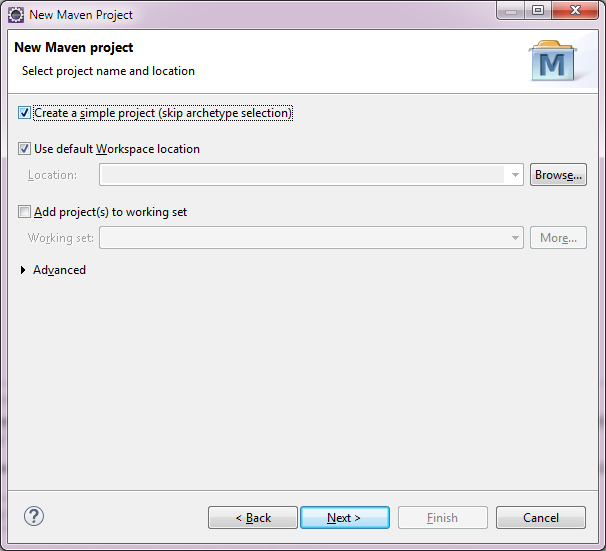 New Maven Project
New Maven project
Select project name and location
M
Create a simple project (skip archetype selection)
Use default Workspace location
Location:
Browse...
Add project(s) to working set
Working set:
More...
Advanced
?
< Back
Next >
Finish
Cancel